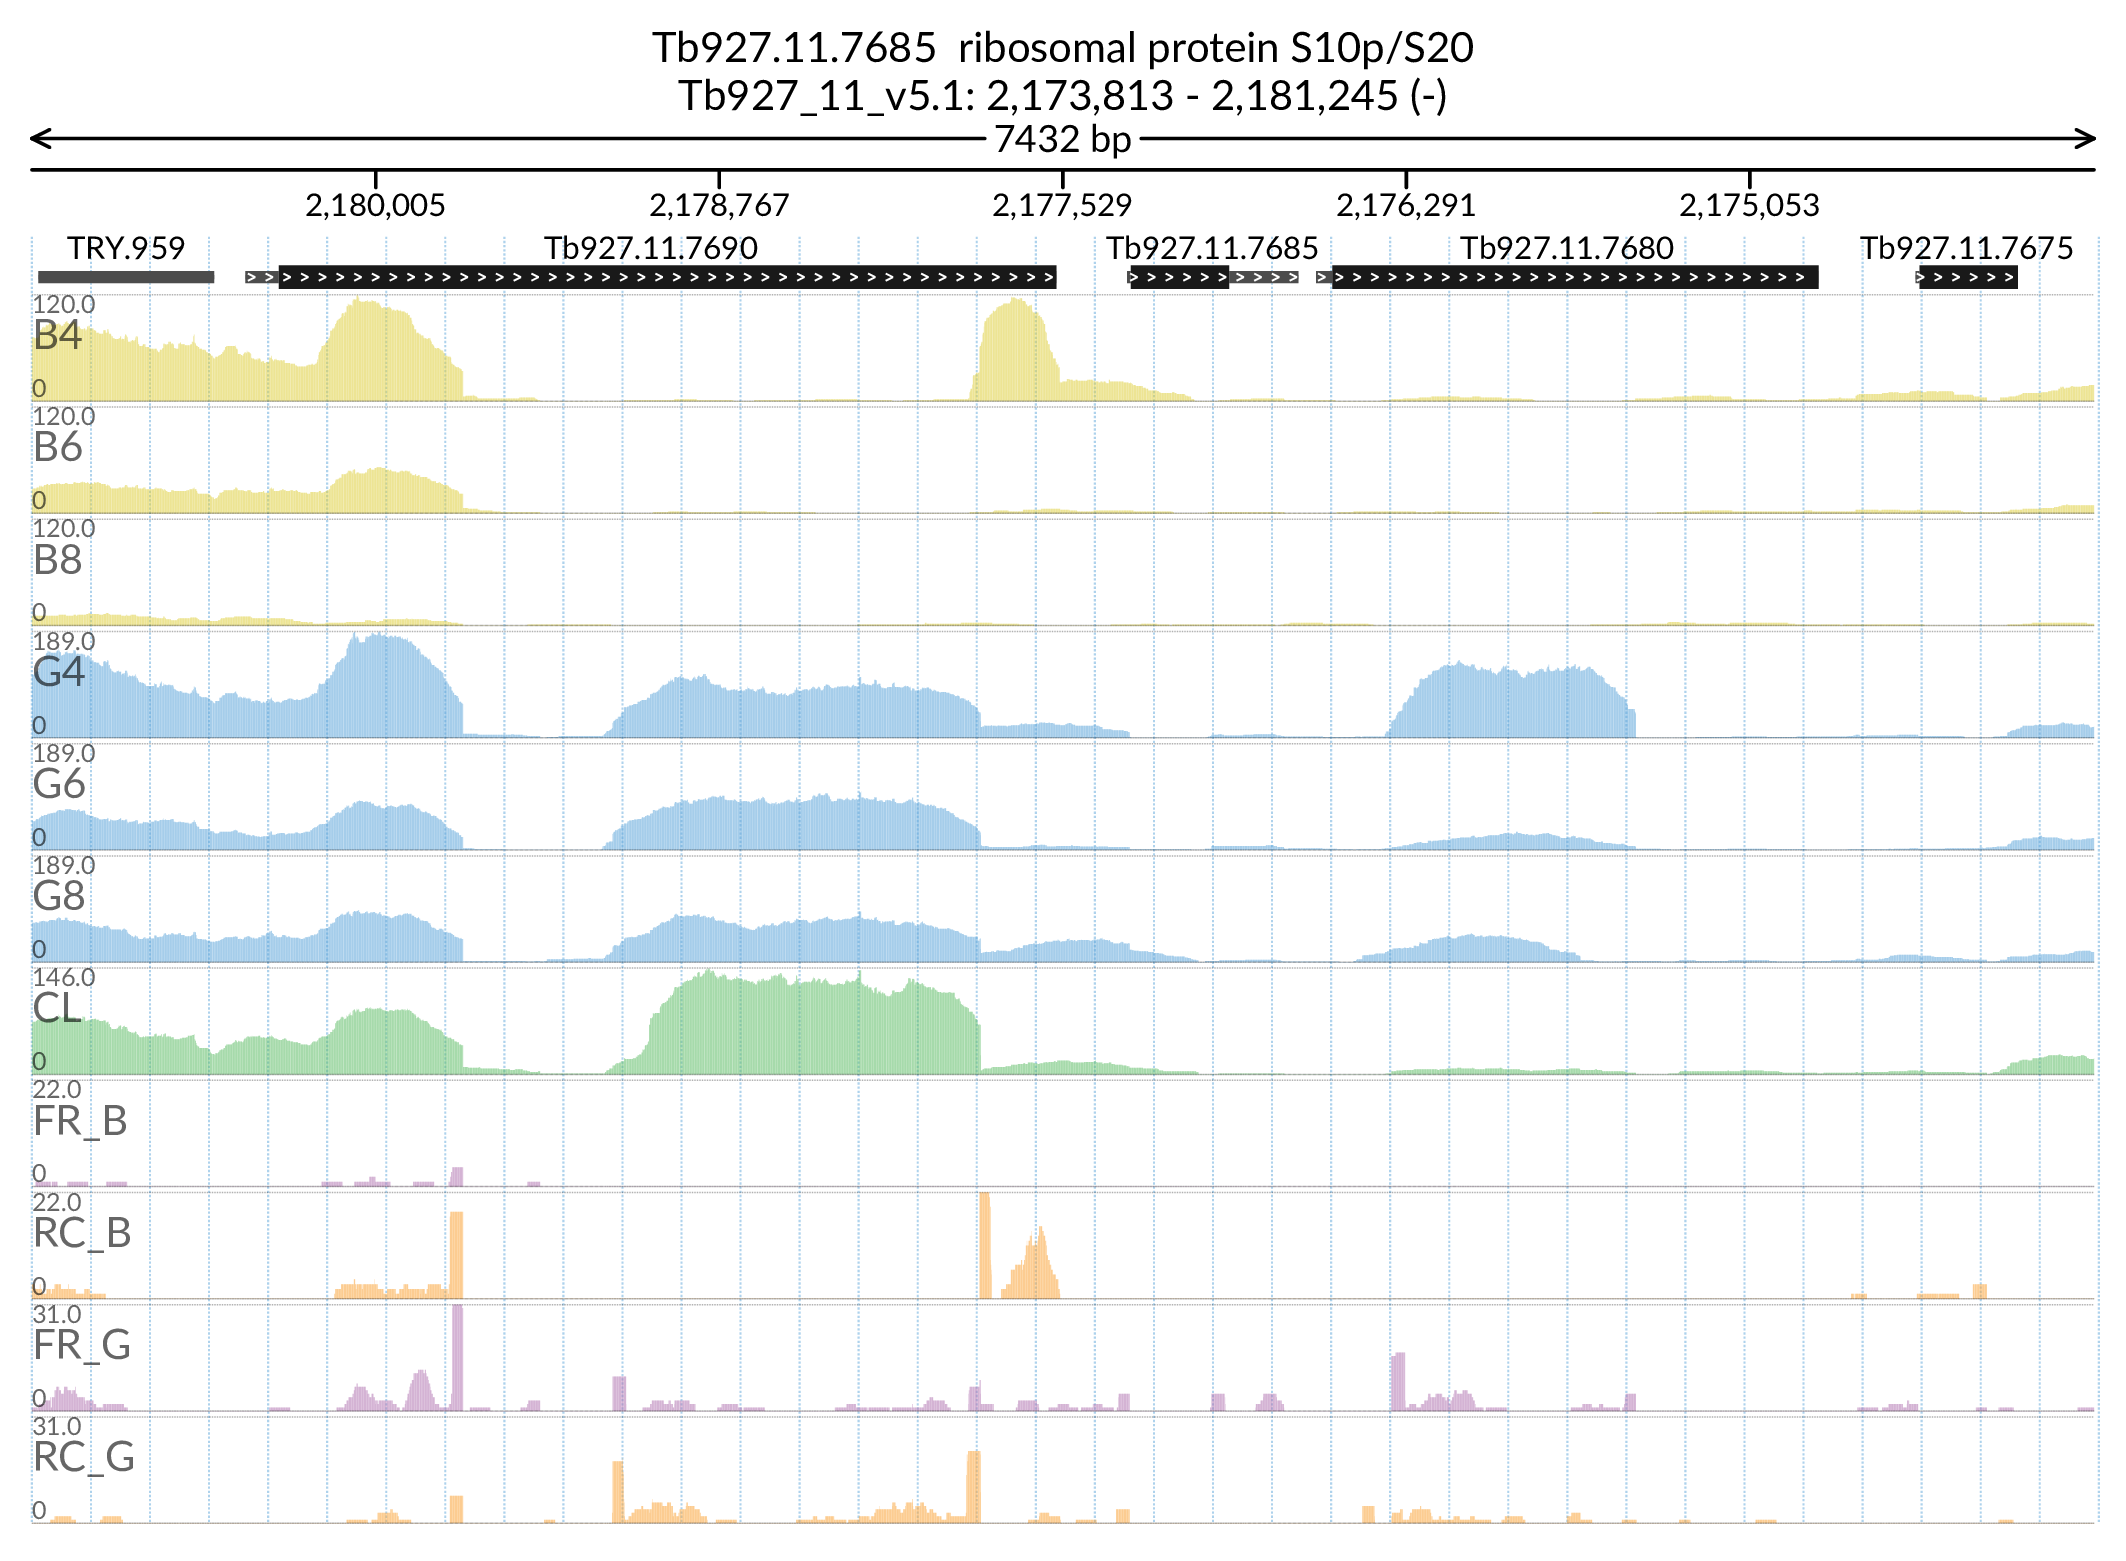 Tb927.11.7685  ribosomal protein S10p/S20
Tb927_11_v5.1: 2,173,813 - 2,181,245 (-)
7432 bp
2,180,005 2,178,767 2,177,529 2,176,291 2,175,053
TRY.959 Tb927.11.7690 Tb927.11.7685 Tb927.11.7680 Tb927.11.7675
120.0
B4
0
120.0
B6
0
120.0
B8
0
189.0
G4
0
189.0
G6
0
189.0
G8
0
146.0
CL
0
22.0
FR_B
0
22.0
RC_B
0
31.0
FR_G
0
31.0
RC_G
0